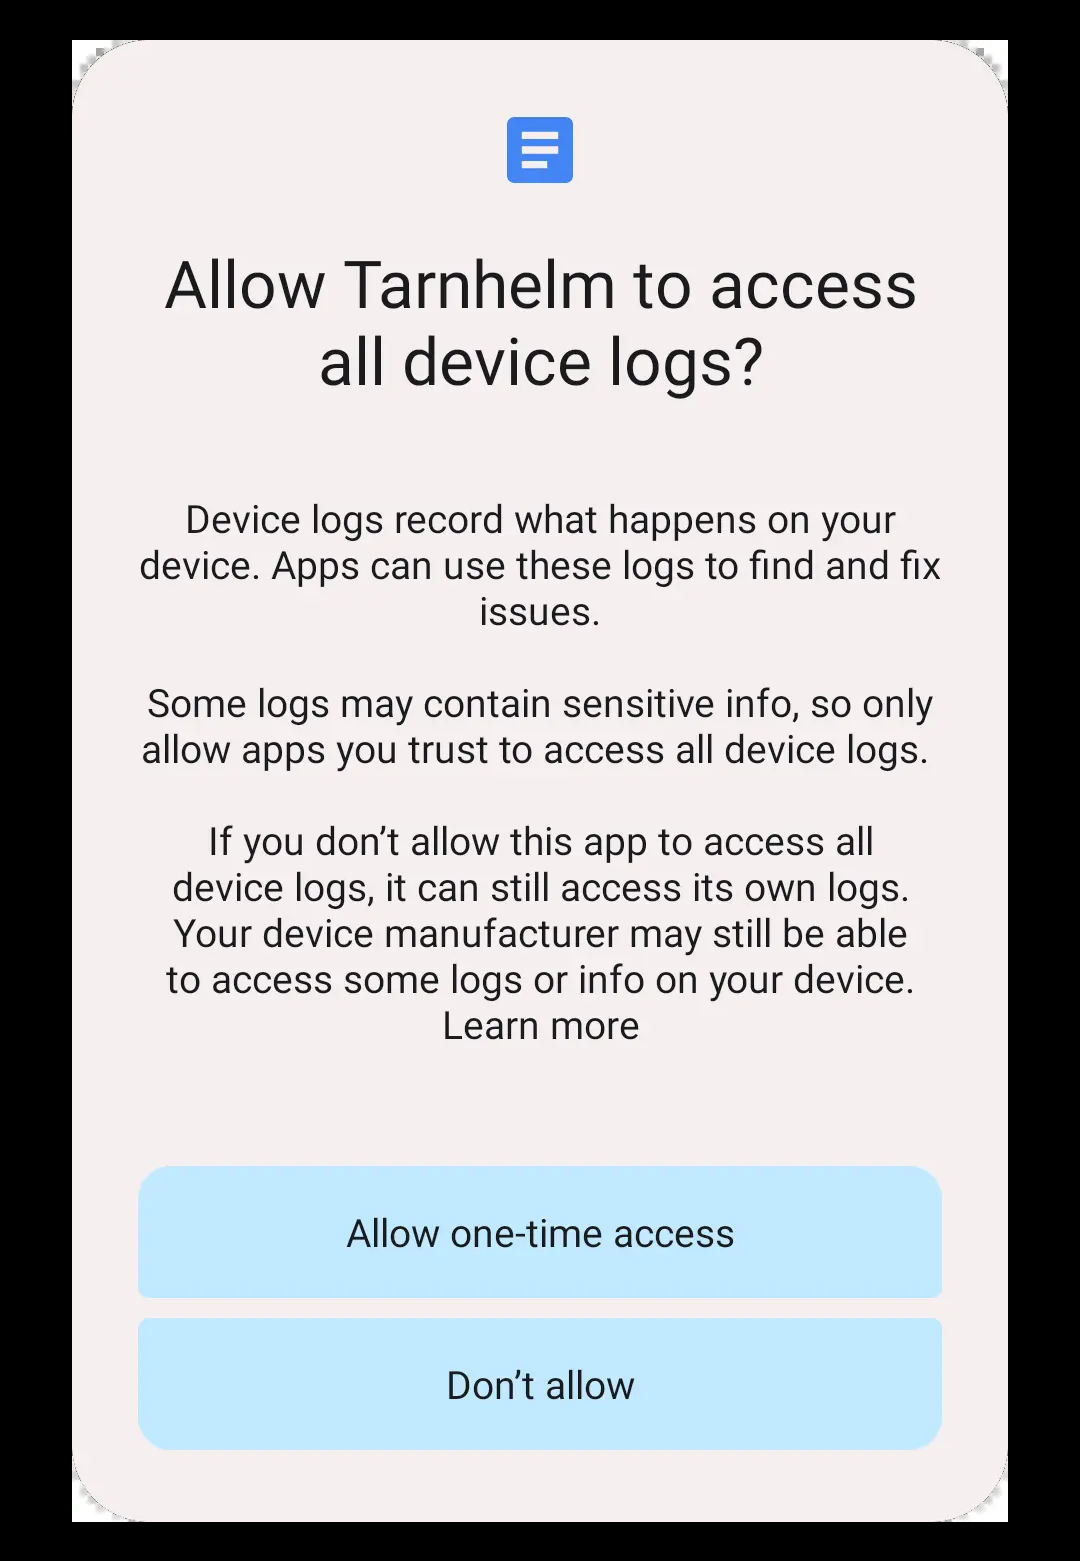 Allow Tarnhelm to access
all device logs?
Device logs record what happens on your
device. Apps can use these logs to find and fix
issues.
Some logs may contain sensitive info, so only
allow apps you trust to access all device logs.
If you don’t allow this app to access all
device logs, it can still access its own logs.
Your device manufacturer may still be able
to access some logs or info on your device.
Learn more
Allow one-time access
Don’t allow